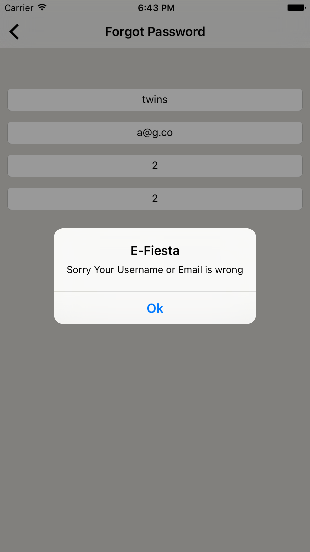 Carrier 6:43 PM
Forgot Password
twins
a@g.co
2
2
E-Fiesta
Sorry Your Username or Email is wrong
Ok